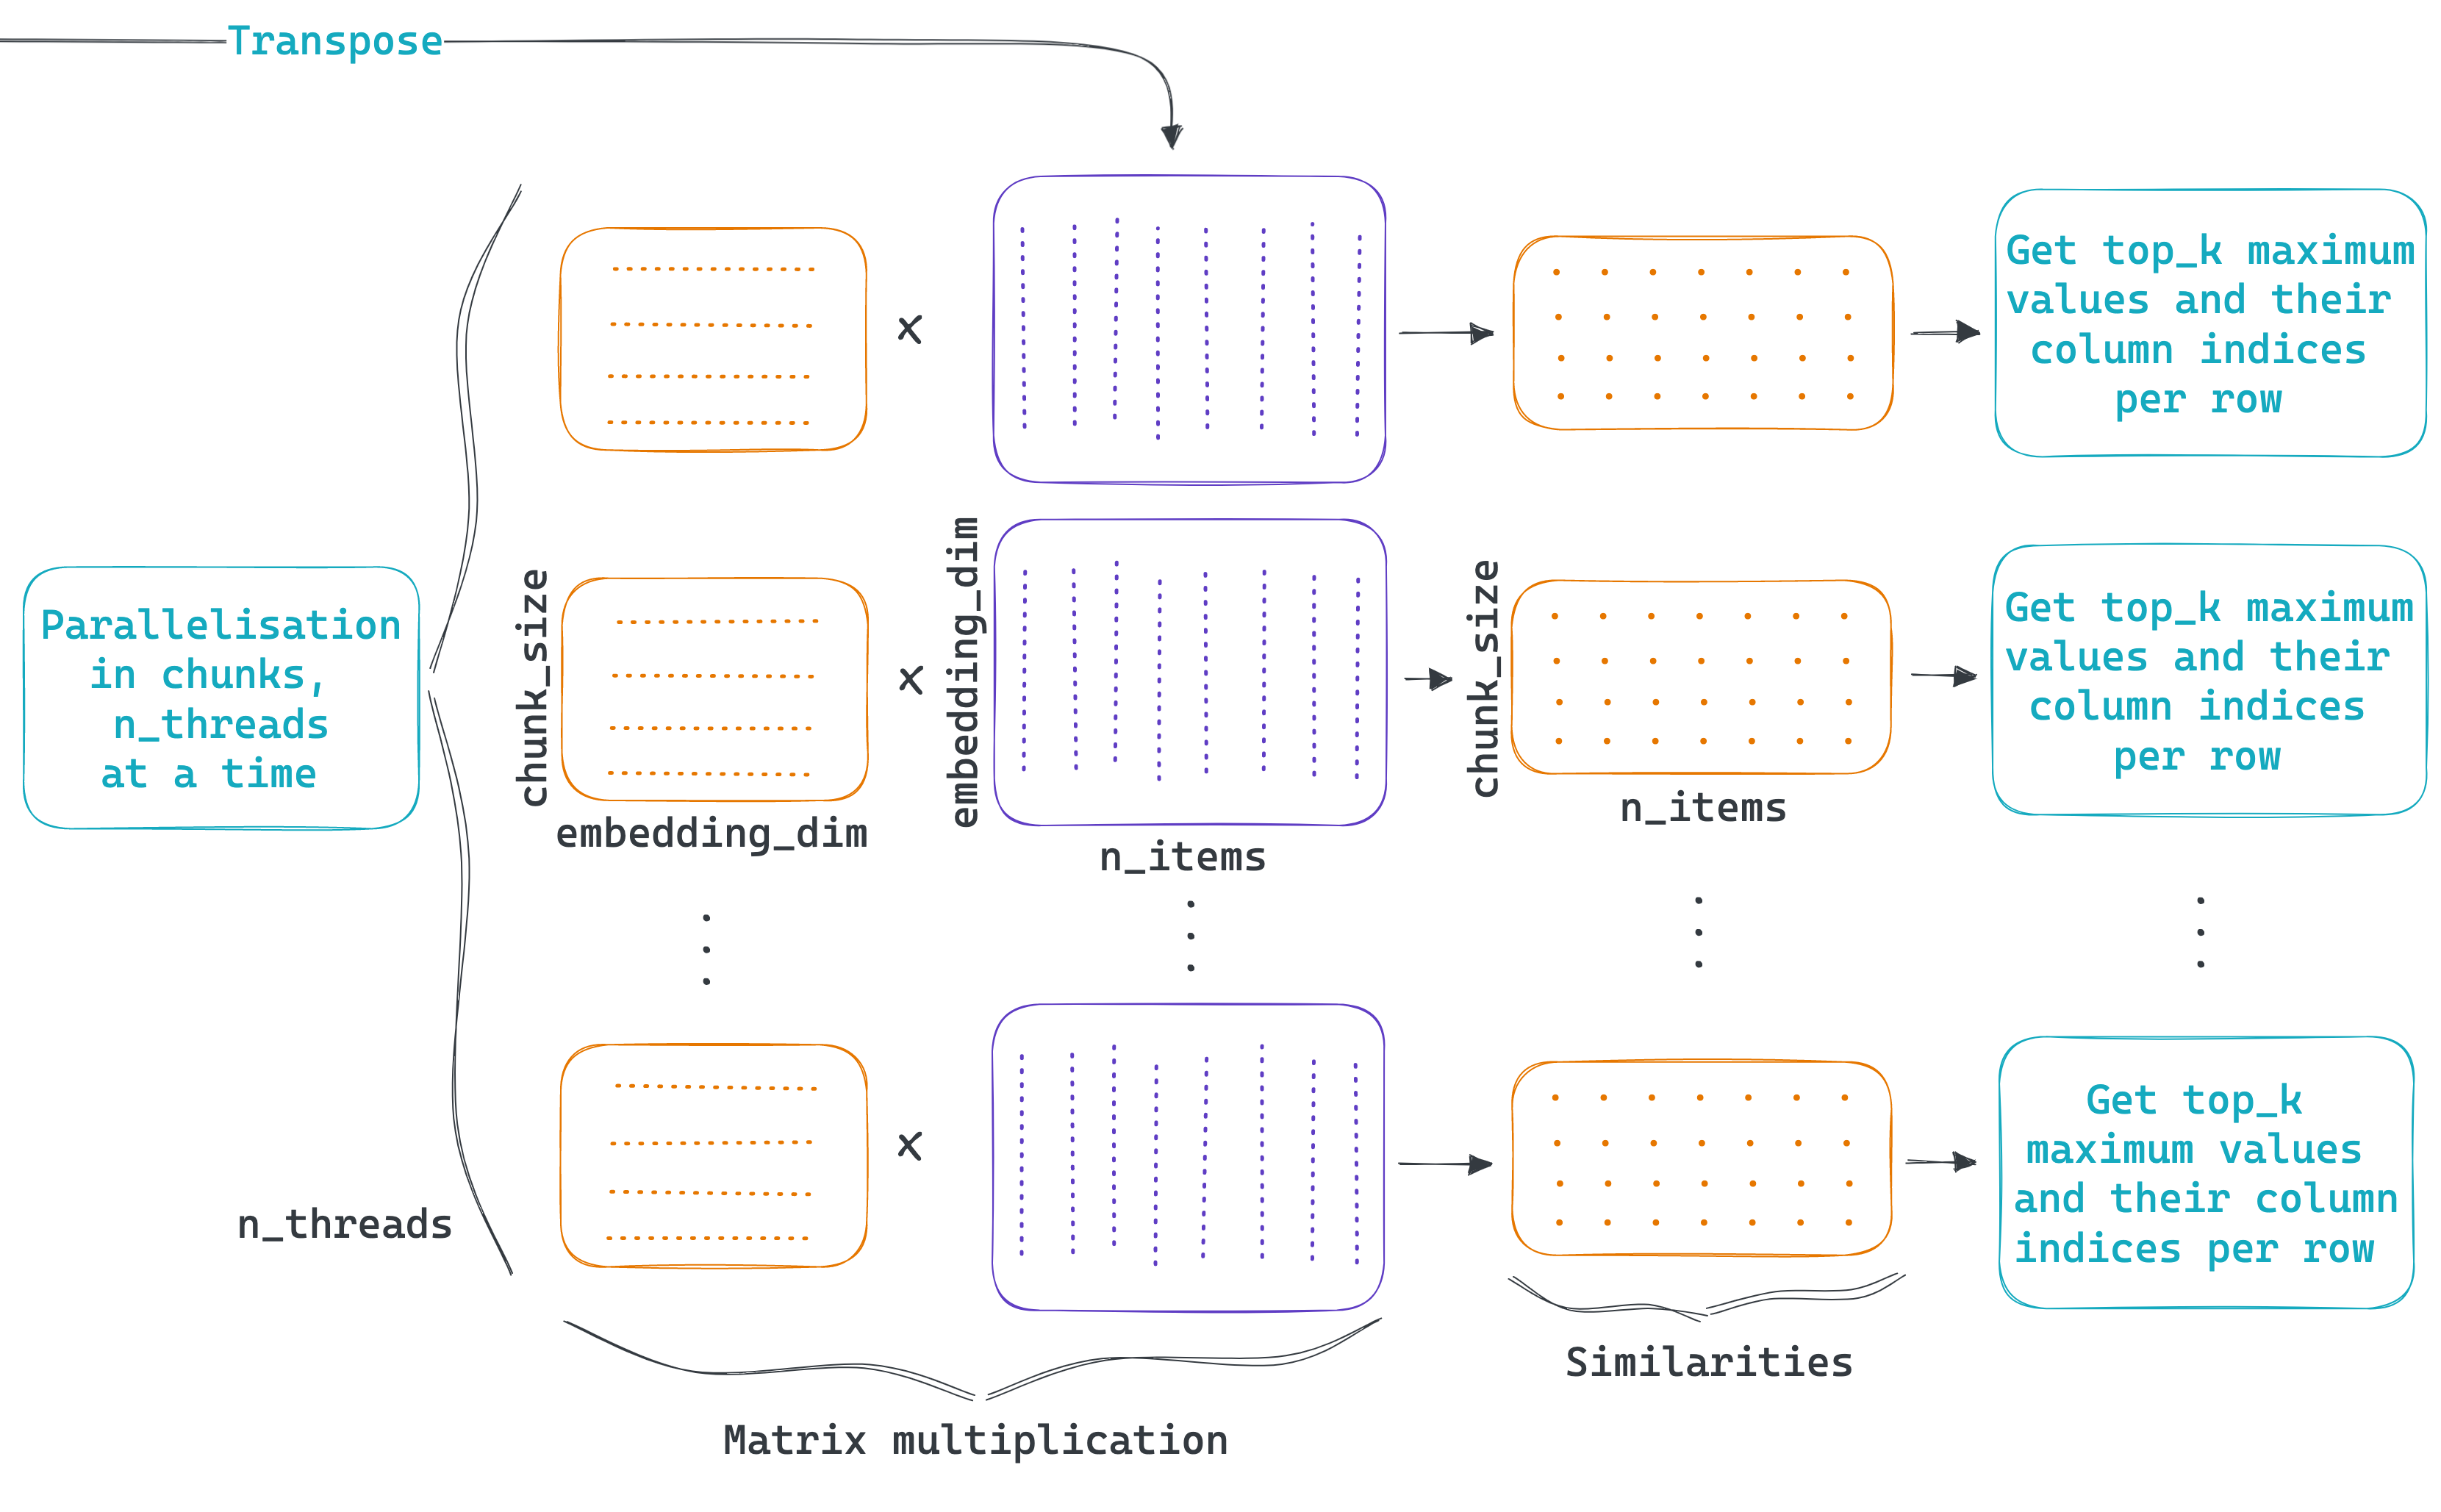 Transpose
Get top_k maximum
values and their
column indices
per row
Parallelisation
in chunks,
n_threads
at a time
chunk_size
embedding_dim
embedding_dim
n_items
chunk_size
n_items
Get top_k maximum
values and their
column indices
per row
x
x
x
n_threads
Get top_k
maximum values
and their column
indices per row
Similarities
Matrix multiplication